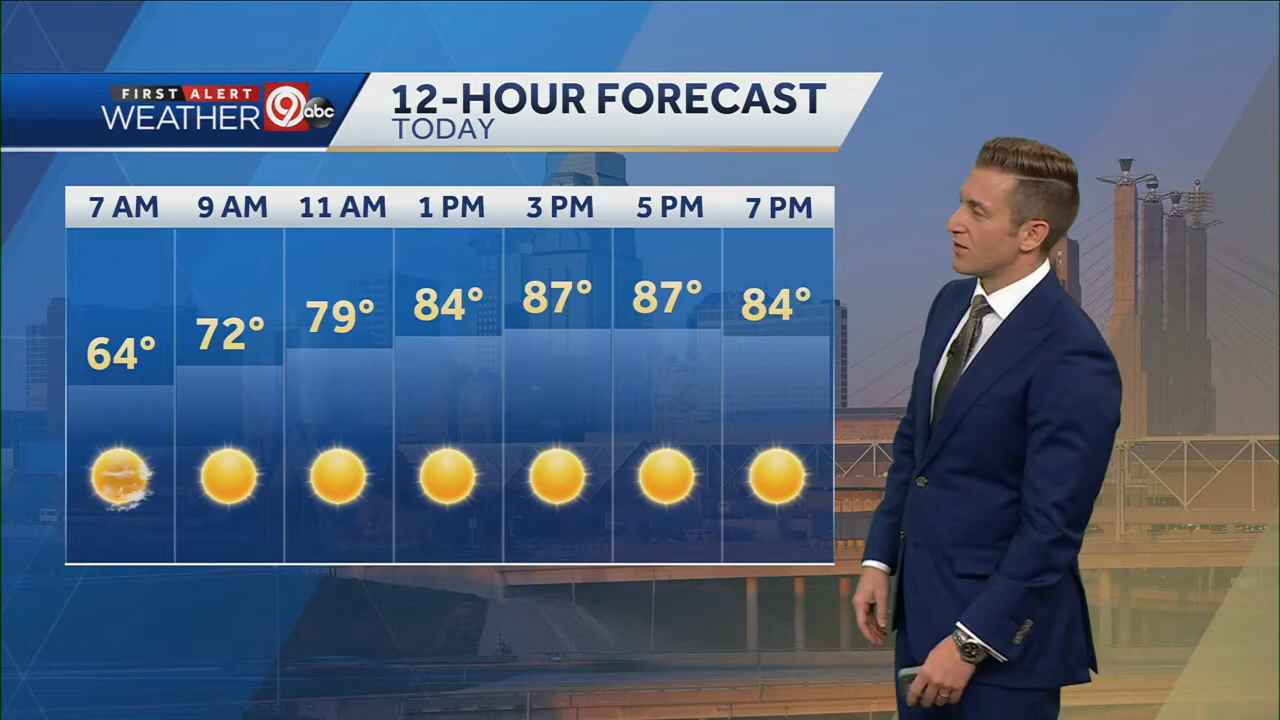 FIRST ALERT
WEATHER 9 abc
12-HOUR FORECAST
TODAY
7 AM 9 AM 11 AM 1 PM 3 PM 5 PM 7 PM
64° 72° 79° 84° 87° 87° 84°